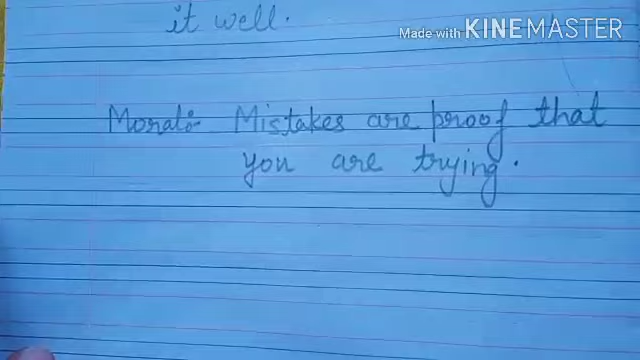 it well.
Made with KINEMASTER
Moral:- Mistakes are proof that
you are trying.